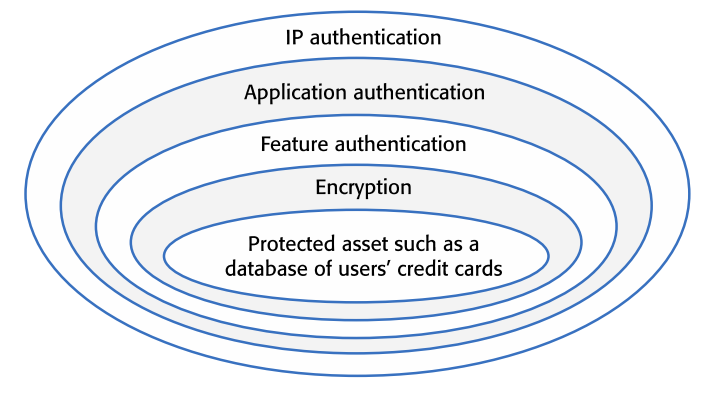 IP authentication
Application authentication
Feature authentication
Encryption
Protected asset such as a
database of users’ credit cards